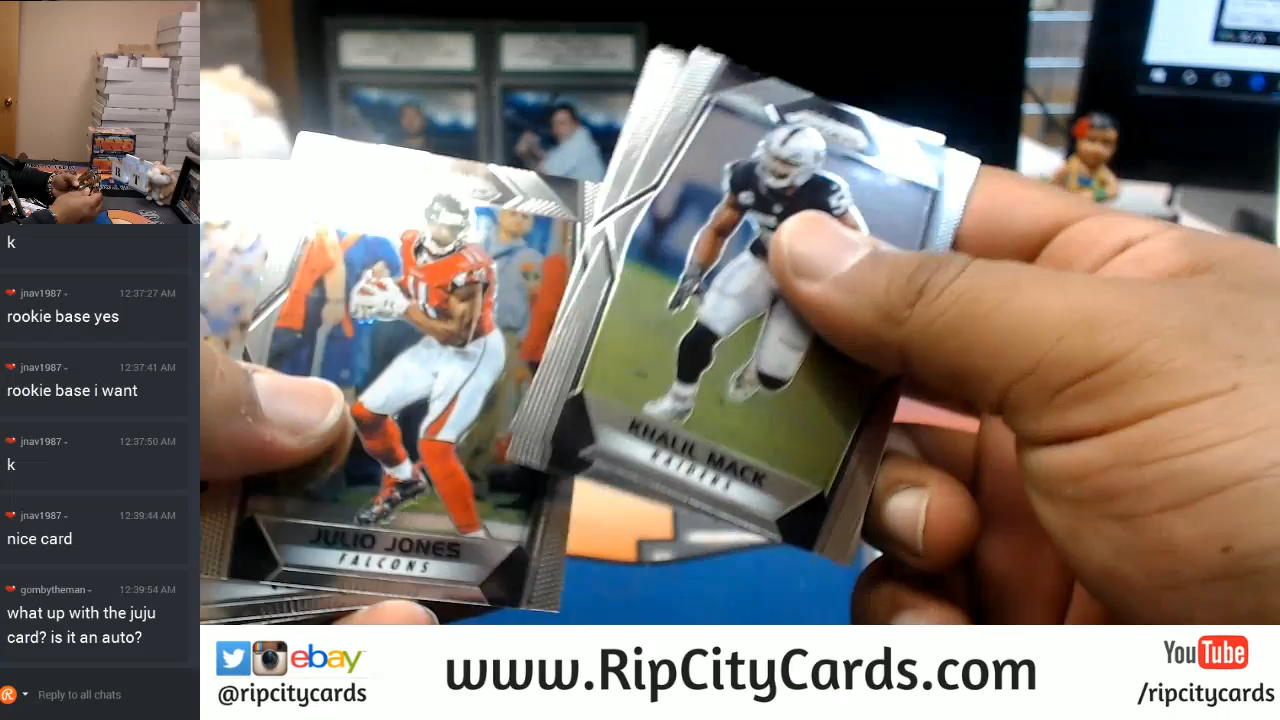 k
jnav1987
12:37:27 AM
rookie base yes
jnav1987
12:37:41 AM
rookie base i want
jnav1987
12:37:50 AM
k
jnav1987
12:39:44 AM
nice card
gombytheman
12:39:54 AM
what up with the juju
card? is it an auto?
Reply to all chats
JULIO JONES
FALCONS
KHALIL MACK
RAIDERS
ebay
@ripcitycards
www.RipCityCards.com
YouTube
/ripcitycards